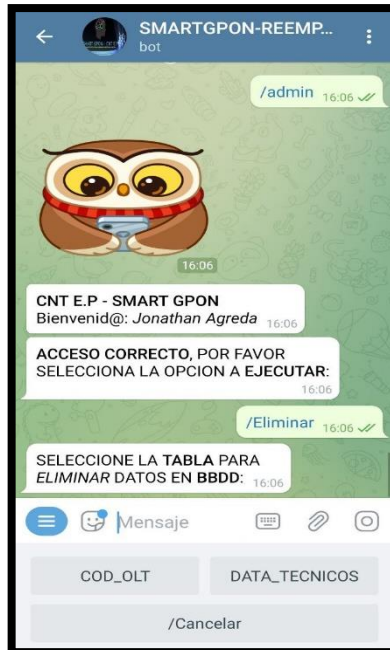 SMARTGPON-REEMP...
bot
/admin 16:06
16:06
CNT E.P - SMART GPON
Bienvenid@: Jonathan Agreda 16:06
ACCESO CORRECTO, POR FAVOR
SELECCIONA LA OPCION A EJECUTAR:
16:06
/Eliminar 16:06
SELECCIONE LA TABLA PARA
ELIMINAR DATOS EN BBDD: 16:06
Mensaje
COD_OLT
DATA_TECNICOS
/Cancelar